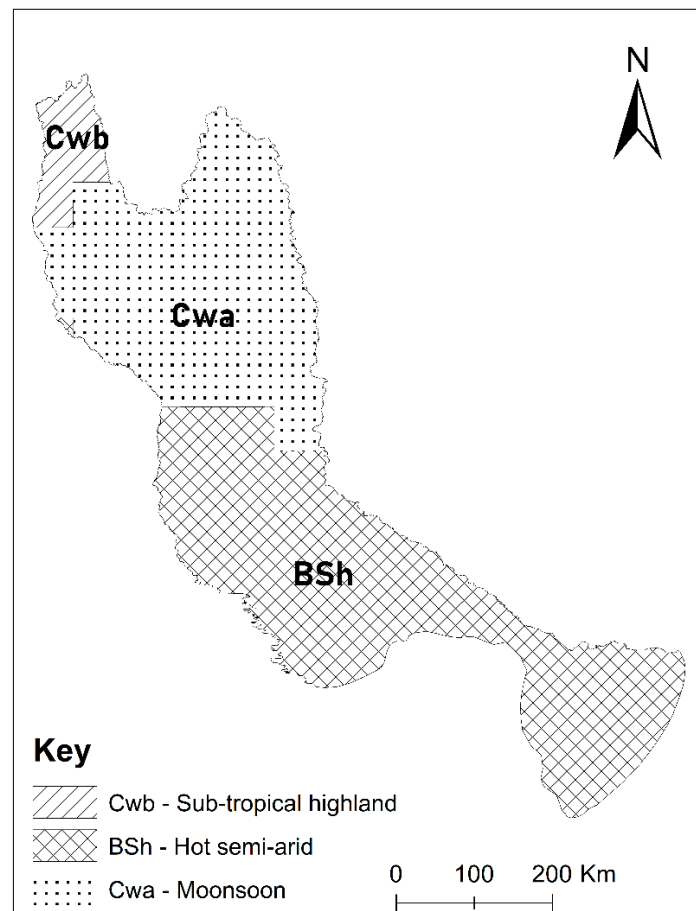 N
Cwb
Cwa
BSh
Key
Cwb - Sub-tropical highland
BSh - Hot semi-arid
Cwa - Moonsoon
0 100 200 Km